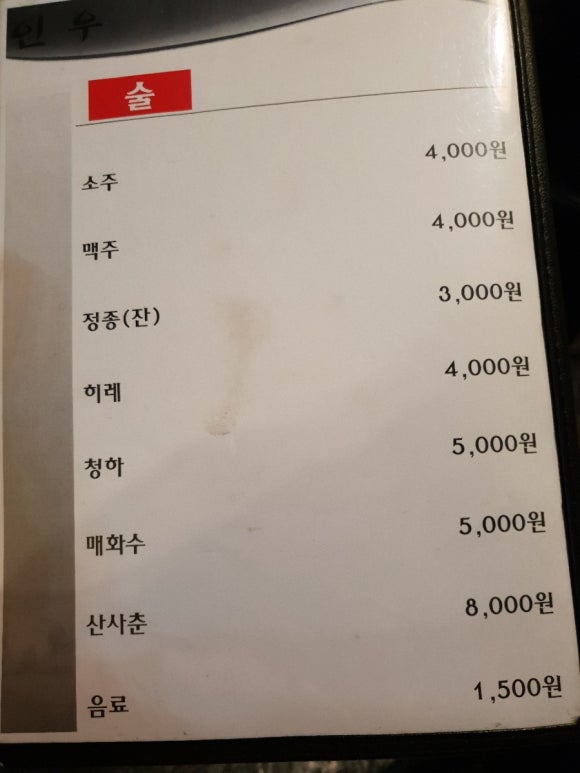 인 우
술
소주 4,000원
맥주 4,000원
정종(잔) 3,000원
히레 4,000원
청하 5,000원
매화수 5,000원
산사춘 8,000원
음료 1,500원